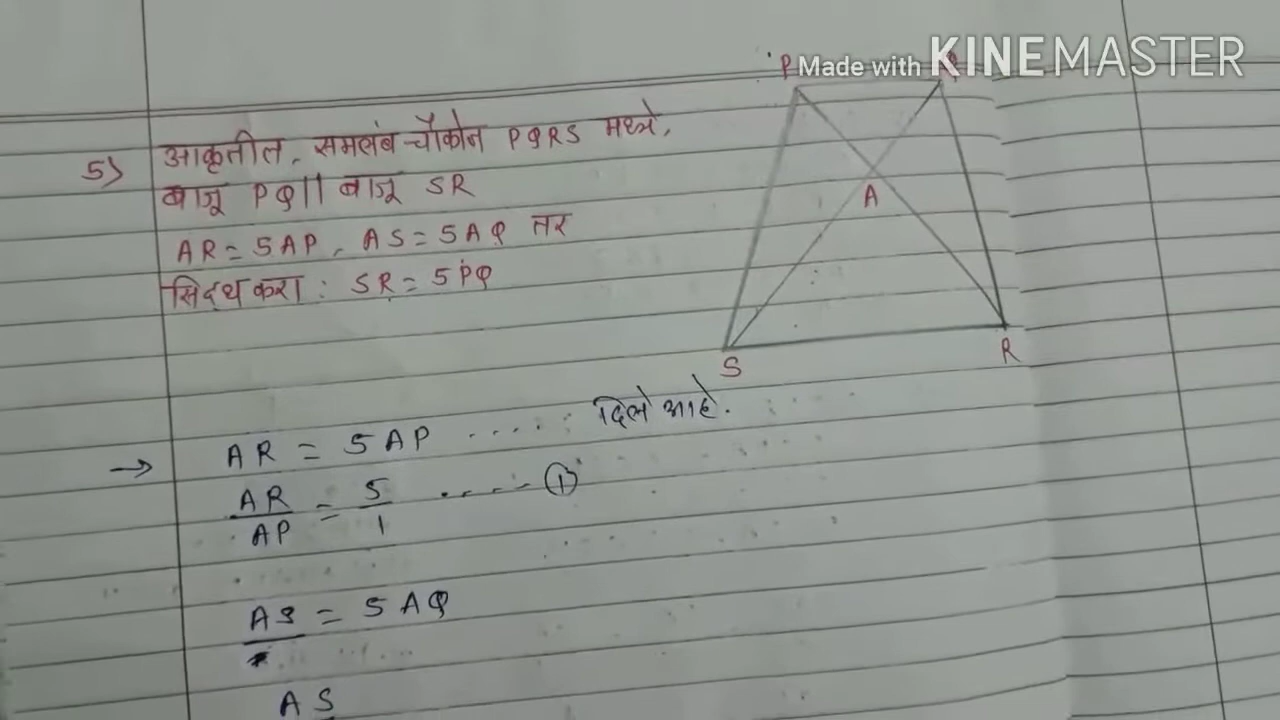 Made with KINEMASTER
P
5) आकृतीत, समलंब चौकोन PQRS मध्ये,
बाजू PQ || बाजू SR
AR = 5AP, AS = 5AQ तर
सिद्ध करा : SR = 5PQ
A
S
R
→ AR = 5AP ..... दिले आहे.
AR/AP = 5/1 ..... ①
AS = 5AQ
AS